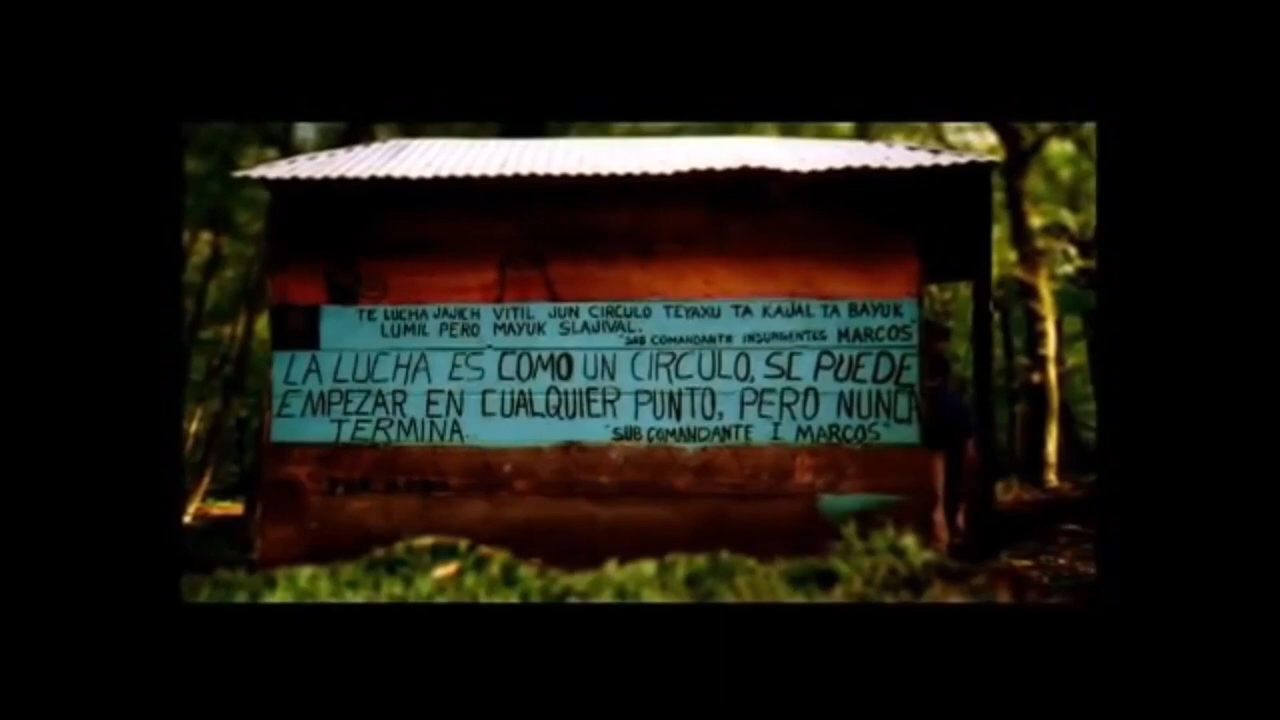 TE LUCHA JAJICH VITIL JUN CIRCULO TEYAXU TA KAJAL TA BAYUK
LUMIL PERO MAYUK SLAJIVAL.
"SUB COMANDANTE INSURGENTES MARCOS"
LA LUCHA ES COMO UN CIRCULO, SE PUEDE
EMPEZAR EN CUALQUIER PUNTO, PERO NUNCA
TERMINA.
"SUB COMANDANTE I MARCOS"